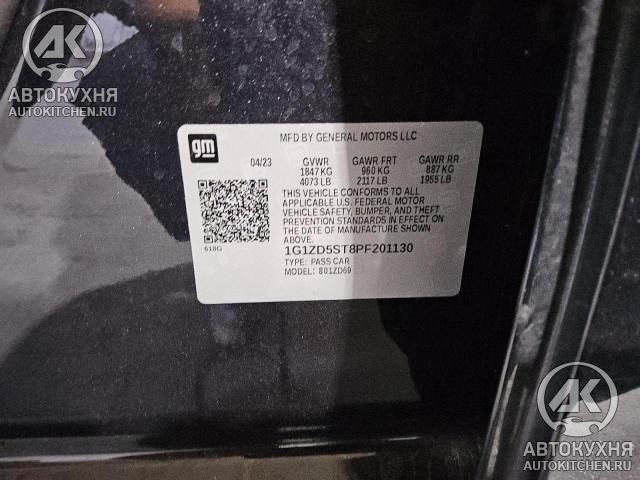 АК
АВТОКУХНЯ
AUTOKITCHEN.RU
gm
MFD BY GENERAL MOTORS LLC
04/23 GVWR GAWR FRT GAWR RR
1847 KG 960 KG 887 KG
4073 LB 2117 LB 1955 LB
THIS VEHICLE CONFORMS TO ALL
APPLICABLE U.S. FEDERAL MOTOR
VEHICLE SAFETY, BUMPER, AND THEFT
PREVENTION STANDARDS IN EFFECT ON
THE DATE OF MANUFACTURE SHOWN
ABOVE.
618G
1G1ZD5ST8PF201130
TYPE: PASS CAR
MODEL: 801ZD69
АК
АВТОКУХНЯ
AUTOKITCHEN.RU